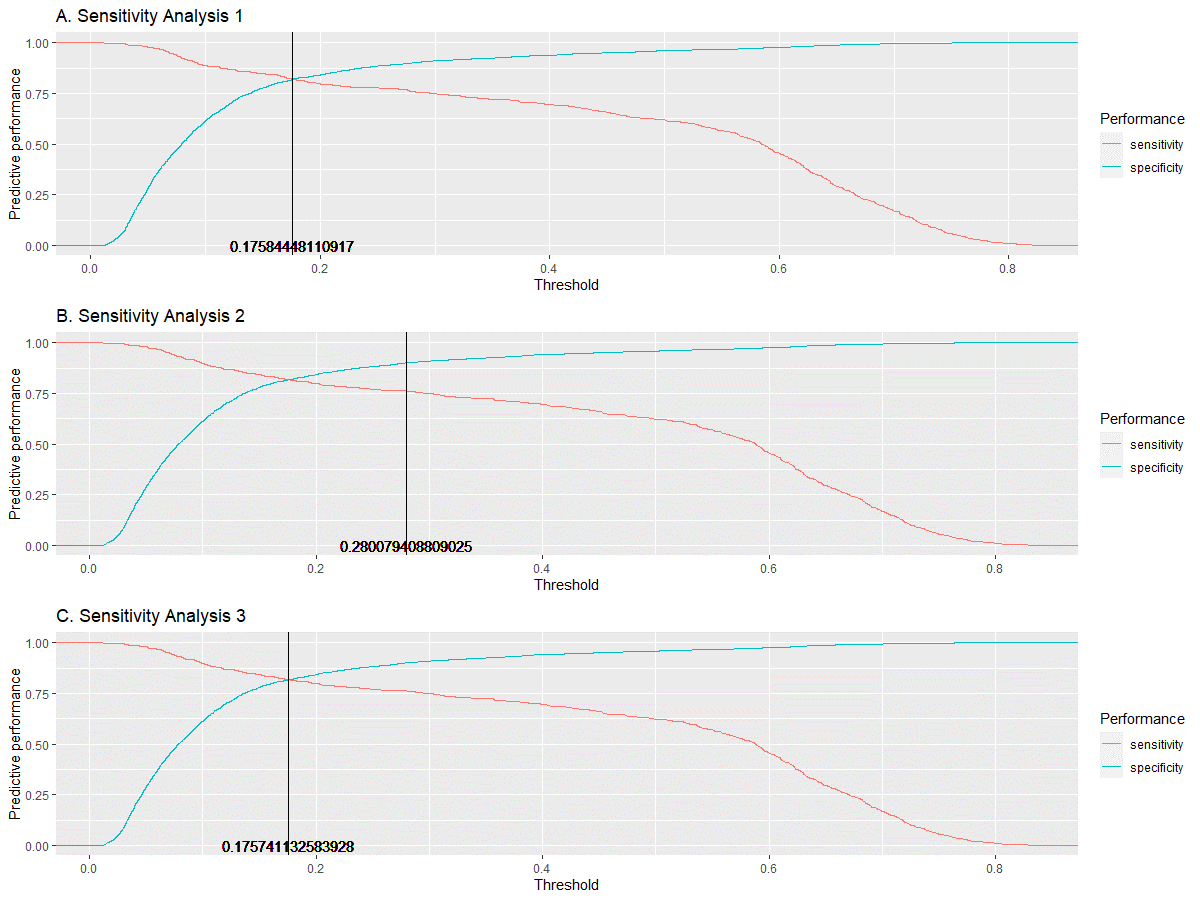 A. Sensitivity Analysis 1
Predictive performance
1.00
0.75
0.50
0.25
0.00
0.17584448110917
0.0 0.2 0.4 0.6 0.8
Threshold
Performance
sensitivity
specificity
B. Sensitivity Analysis 2
Predictive performance
1.00
0.75
0.50
0.25
0.00
0.280079408809025
0.0 0.2 0.4 0.6 0.8
Threshold
Performance
sensitivity
specificity
C. Sensitivity Analysis 3
Predictive performance
1.00
0.75
0.50
0.25
0.00
0.175741132583928
0.0 0.2 0.4 0.6 0.8
Threshold
Performance
sensitivity
specificity